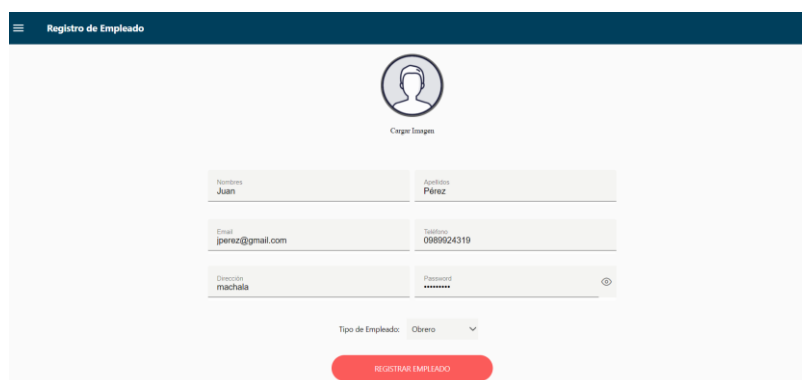 Registro de Empleado
Cargar Imagen
Nombres
Juan
Apellidos
Pérez
Email
jperez@gmail.com
Teléfono
0989924319
Dirección
machala
Password
•••••••••
Tipo de Empleado: Obrero
REGISTRAR EMPLEADO